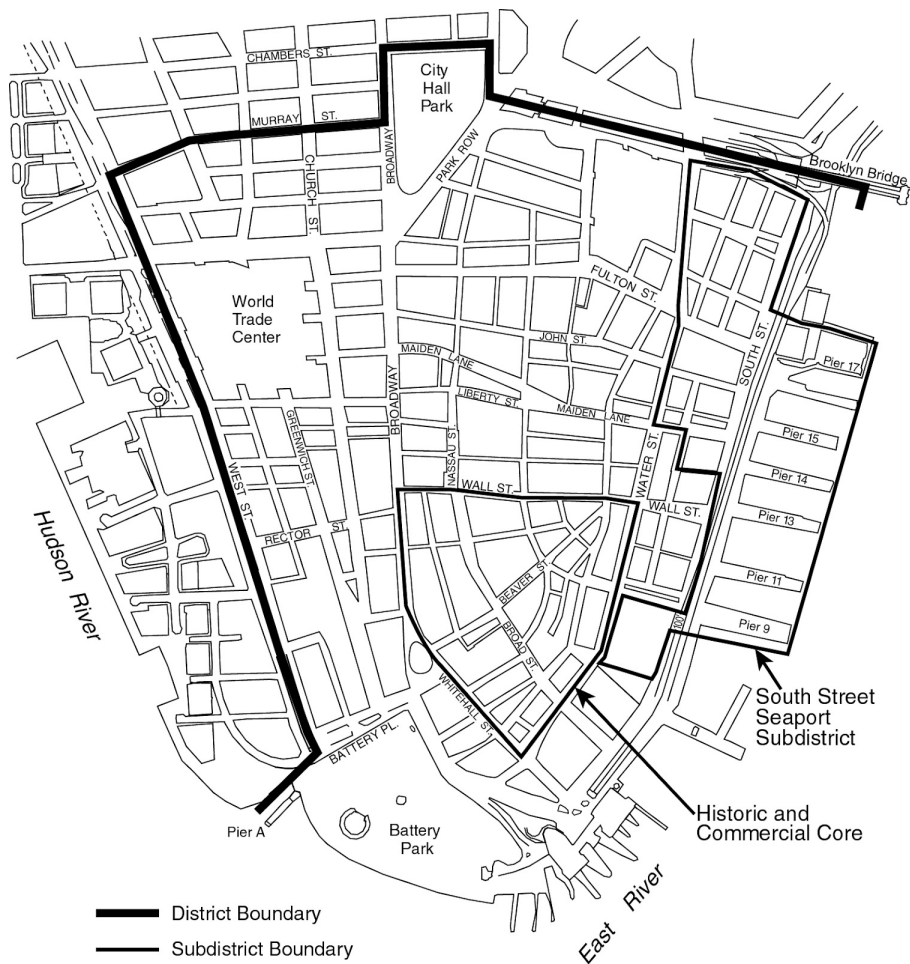 CHAMBERS ST.
City
Hall
Park
MURRAY ST.
BROADWAY
PARK ROW
CHURCH ST.
Brooklyn Bridge
FULTON ST.
World
Trade
Center
JOHN ST.
SOUTH ST.
MAIDEN LANE
Pier 17
BROADWAY
LIBERTY ST
MAIDEN LANE
GREENWICH ST.
NASSAU ST.
WATER ST.
Pier 15
WEST ST.
WALL ST.
WALL ST.
Pier 14
Pier 13
RECTOR ST.
Hudson River
BEAVER ST.
Pier 11
BROAD ST.
100'
Pier 9
WHITEHALL ST.
South Street
Seaport
Subdistrict
BATTERY PL.
Historic and
Commercial Core
Pier A
Battery
Park
East River
District Boundary
Subdistrict Boundary